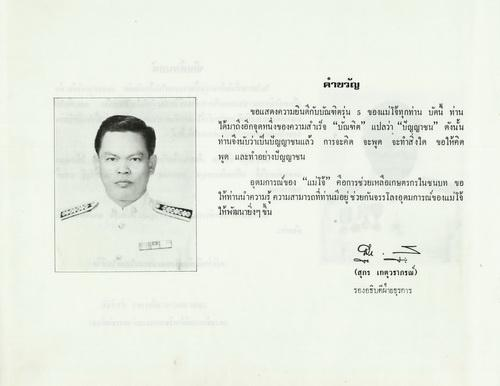 คำขวัญ
ขอแสดงความยินดีกับบัณฑิตรุ่น 5 ของแม่โจ้ทุกท่าน บัดนี้ ท่าน
ได้มาถึงอีกจุดหนึ่งของความสำเร็จ "บัณฑิต" แปลว่า "ปัญญาชน" ดังนั้น
ท่านจึงนับว่าเป็นปัญญาชนแล้ว การจะคิด จะพูด จะทำสิ่งใด ขอให้คิด
พูด และทำอย่างปัญญาชน
อุดมการณ์ของ "แม่โจ้" คือการช่วยเหลือเกษตรกรในชนบท ขอ
ให้ท่านนำความรู้ ความสามารถที่ท่านมีอยู่ ช่วยกันจรรโลงอุดมการณ์ของแม่โจ้
ให้พัฒนายิ่งๆ ขึ้น
(สุกร เกตุวราภรณ์)
รองอธิบดีฝ่ายธุรการ